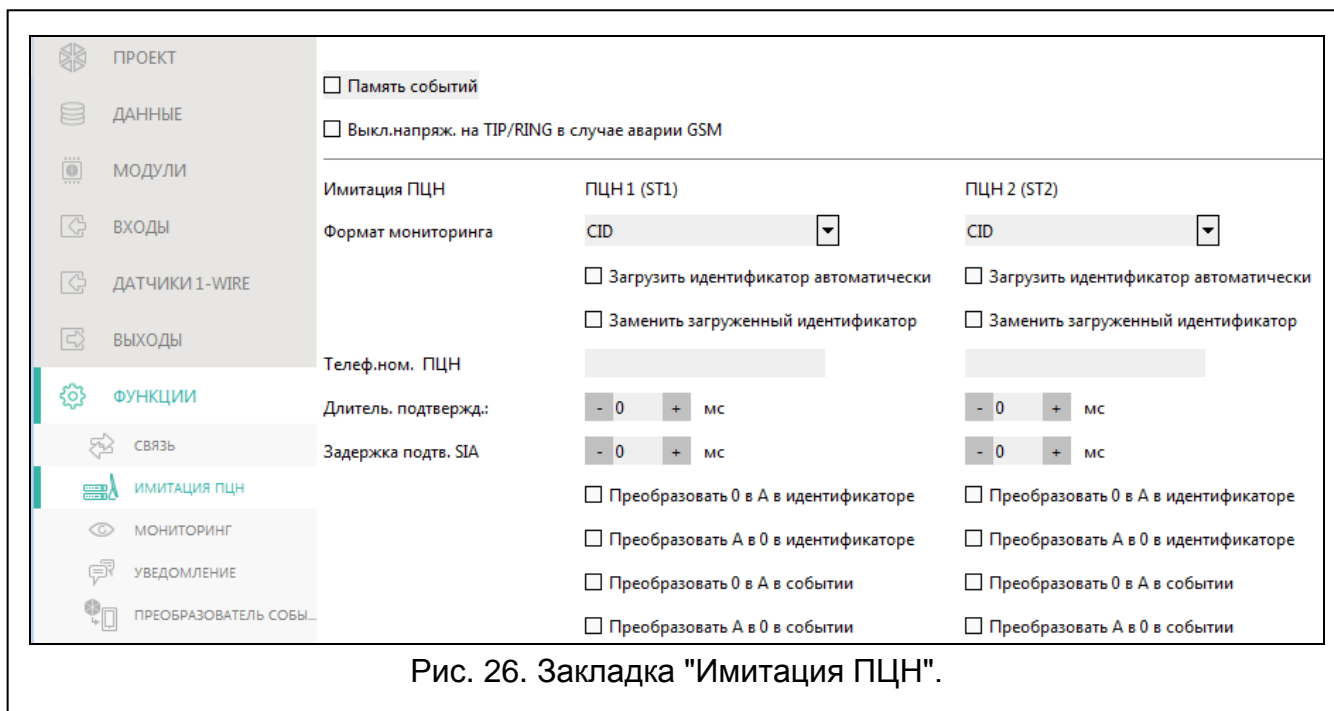 ПРОЕКТ
ДАННЫЕ
МОДУЛИ
ВХОДЫ
ДАТЧИКИ 1-WIRE
ВЫХОДЫ
ФУНКЦИИ
СВЯЗЬ
ИМИТАЦИЯ ПЦН
МОНИТОРИНГ
УВЕДОМЛЕНИЕ
ПРЕОБРАЗОВАТЕЛЬ СОБЫ...
Память событий
Выкл.напряж. на TIP/RING в случае аварии GSM
Имитация ПЦН ПЦН 1 (ST1) ПЦН 2 (ST2)
Формат мониторинга CID CID
Загрузить идентификатор автоматически Загрузить идентификатор автоматически
Заменить загруженный идентификатор Заменить загруженный идентификатор
Телеф.ном. ПЦН
Длитель. подтвержд.: - 0 + мс - 0 + мс
Задержка подтв. SIA - 0 + мс - 0 + мс
Преобразовать 0 в А в идентификаторе Преобразовать 0 в А в идентификаторе
Преобразовать А в 0 в идентификаторе Преобразовать А в 0 в идентификаторе
Преобразовать 0 в А в событии Преобразовать 0 в А в событии
Преобразовать А в 0 в событии Преобразовать А в 0 в событии
Рис. 26. Закладка "Имитация ПЦН".